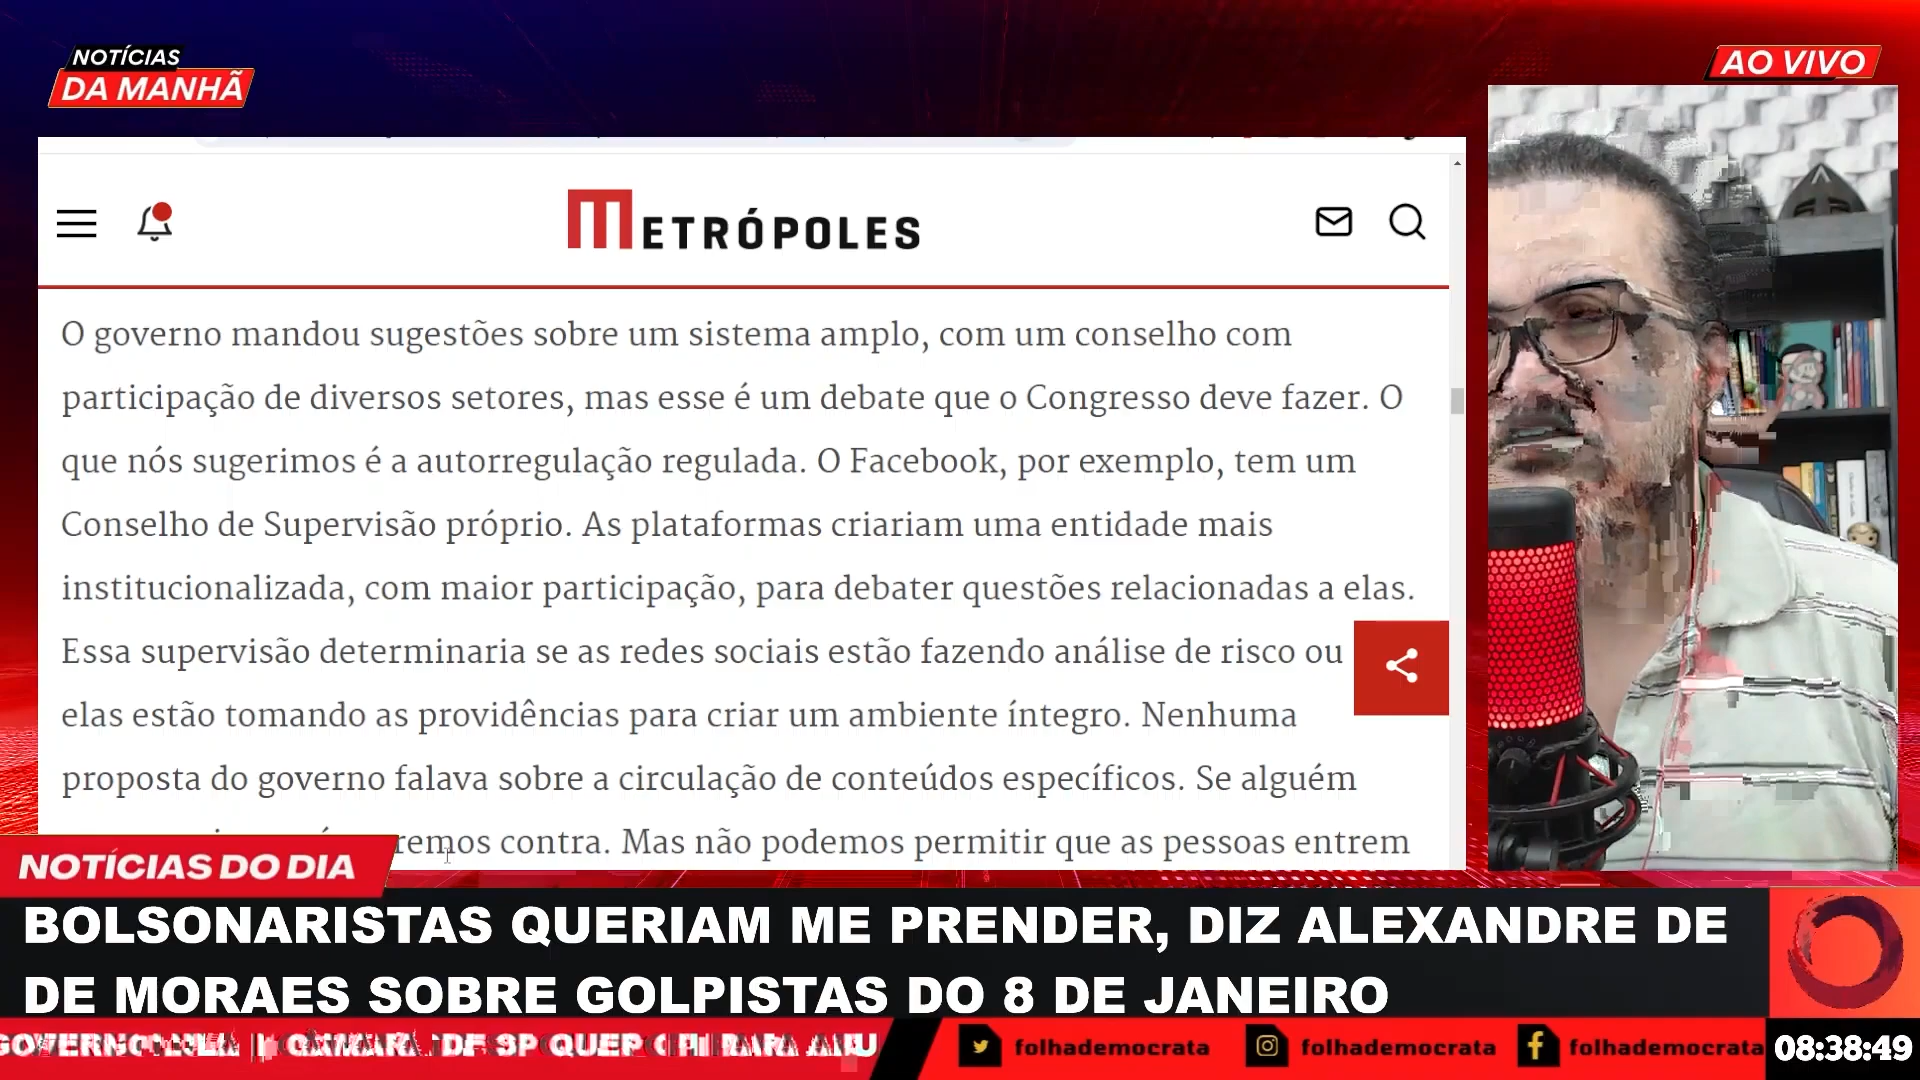 NOTÍCIAS
DA MANHÃ
AO VIVO
METRÓPOLES
O governo mandou sugestões sobre um sistema amplo, com um conselho com
participação de diversos setores, mas esse é um debate que o Congresso deve fazer. O
que nós sugerimos é a autorregulação regulada. O Facebook, por exemplo, tem um
Conselho de Supervisão próprio. As plataformas criariam uma entidade mais
institucionalizada, com maior participação, para debater questões relacionadas a elas.
Essa supervisão determinaria se as redes sociais estão fazendo análise de risco ou
elas estão tomando as providências para criar um ambiente íntegro. Nenhuma
proposta do governo falava sobre a circulação de conteúdos específicos. Se alguém
contra. Mas não podemos permitir que as pessoas entrem
NOTÍCIAS DO DIA
BOLSONARISTAS QUERIAM ME PRENDER, DIZ ALEXANDRE DE
DE MORAES SOBRE GOLPISTAS DO 8 DE JANEIRO
folhademocrata folhademocrata folhademocrata 08:38:49